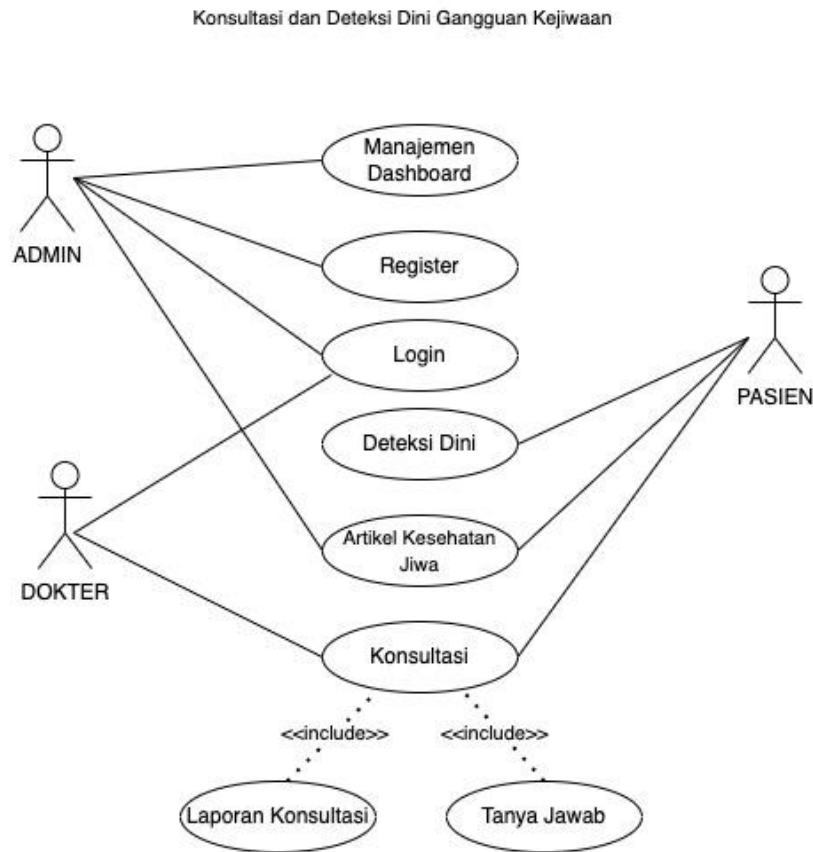 Konsultasi dan Deteksi Dini Gangguan Kejiwaan
Manajemen
Dashboard
ADMIN
Register
Login
PASIEN
Deteksi Dini
Artikel Kesehatan
Jiwa
DOKTER
Konsultasi
<<include>>
<<include>>
Laporan Konsultasi
Tanya Jawab